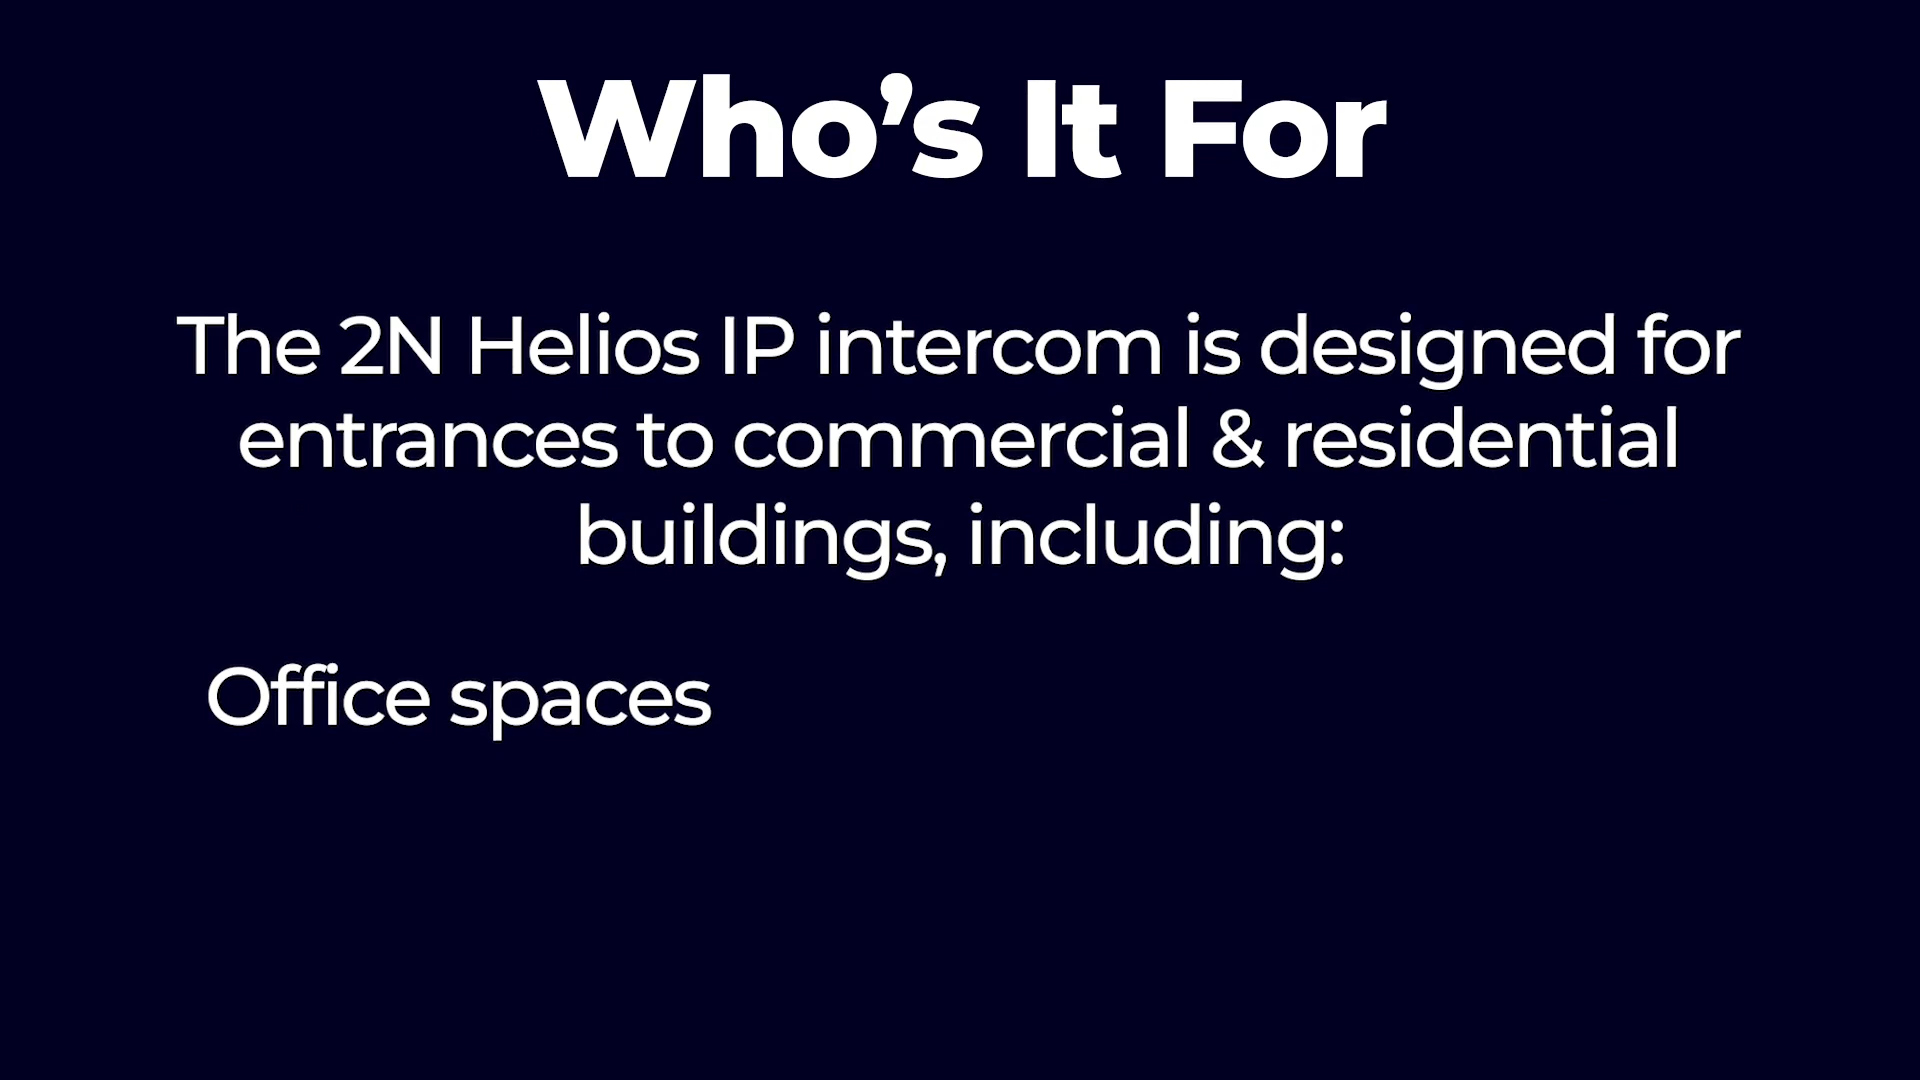 Who’s It For
The 2N Helios IP intercom is designed for
entrances to commercial & residential
buildings, including:
Office spaces